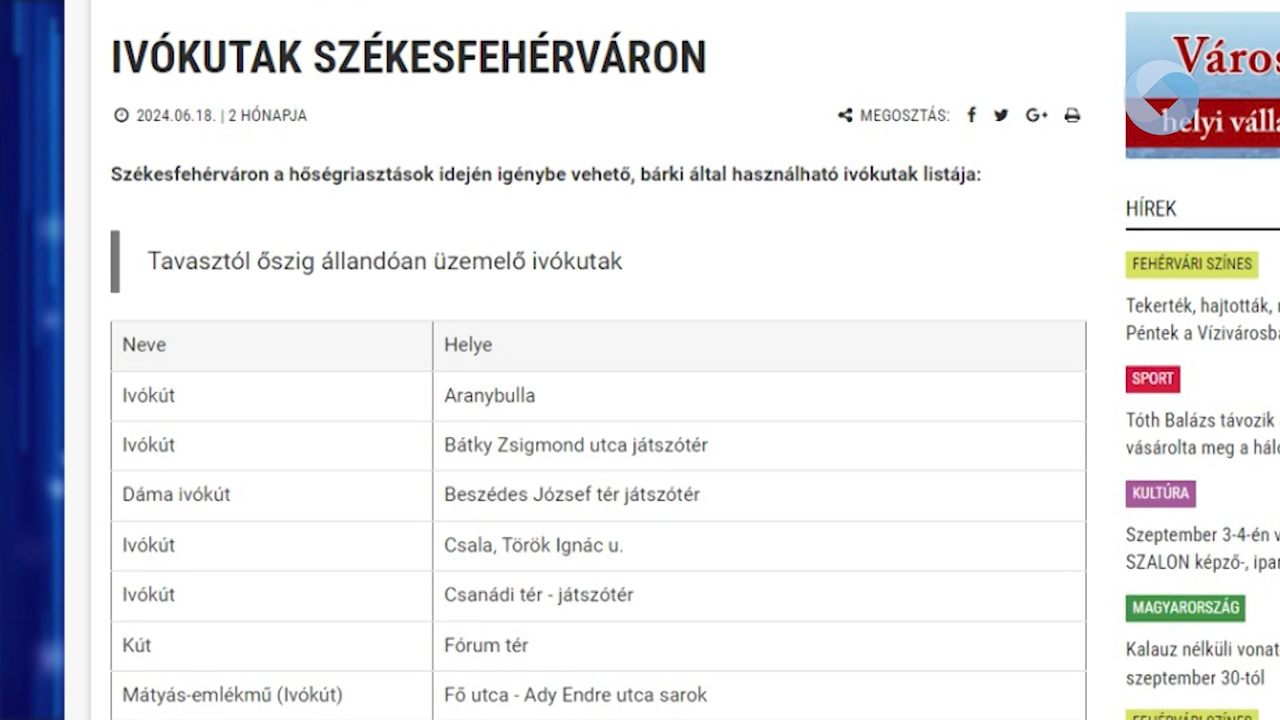 IVÓKUTAK SZÉKESFEHÉRVÁRON
2024.06.18. | 2 HÓNAPJA
MEGOSZTÁS:
Székesfehérváron a hőségriasztások idején igénybe vehető, bárki által használható ivókutak listája:
Tavasztól őszig állandóan üzemelő ivókutak
Neve Helye
Ivókút Aranybulla
Ivókút Bátky Zsigmond utca játszótér
Dáma ivókút Beszédes József tér játszótér
Ivókút Csala, Török Ignác u.
Ivókút Csanádi tér - játszótér
Kút Fórum tér
Mátyás-emlékmű (Ivókút) Fő utca - Ady Endre utca sarok
Város
helyi válla
HÍREK
FEHÉRVÁRI SZÍNES
Tekerték, hajtották,
Péntek a Vízivárosba
SPORT
Tóth Balázs távozik
vásárolta meg a háló
KULTÚRA
Szeptember 3-4-én v
SZALON képző-, ipar
MAGYARORSZÁG
Kalauz nélküli vonat
szeptember 30-tól
FEHÉRVÁRI SZÍNES